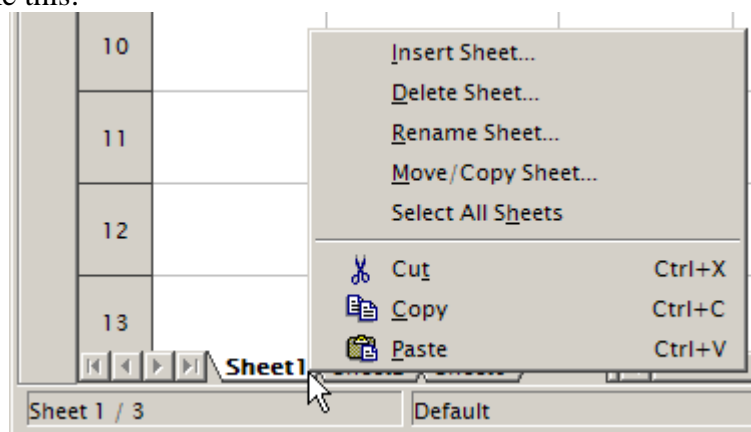 this:
10
Insert Sheet...
Delete Sheet...
11
Rename Sheet...
Move/Copy Sheet...
Select All Sheets
12
Cut Ctrl+X
Copy Ctrl+C
13
Paste Ctrl+V
Sheet1
Sheet 1 / 3 Default